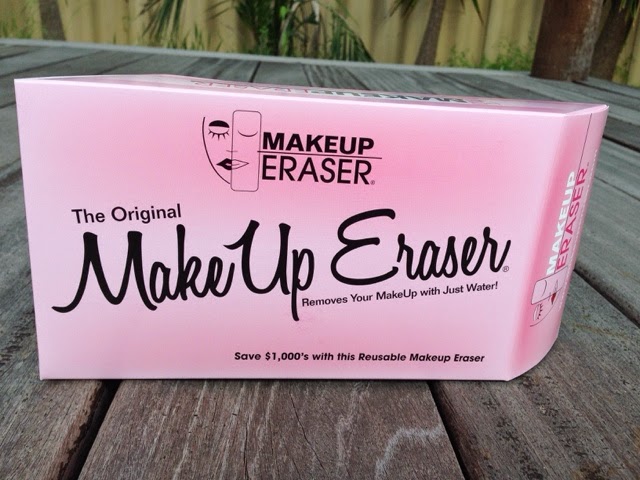 MAKEUP
ERASER®
The Original
MakeUp Eraser®
Removes Your MakeUp with Just Water!
Save $1,000's with this Reusable Makeup Eraser
MAKEUP
ERASER
MAKEUP